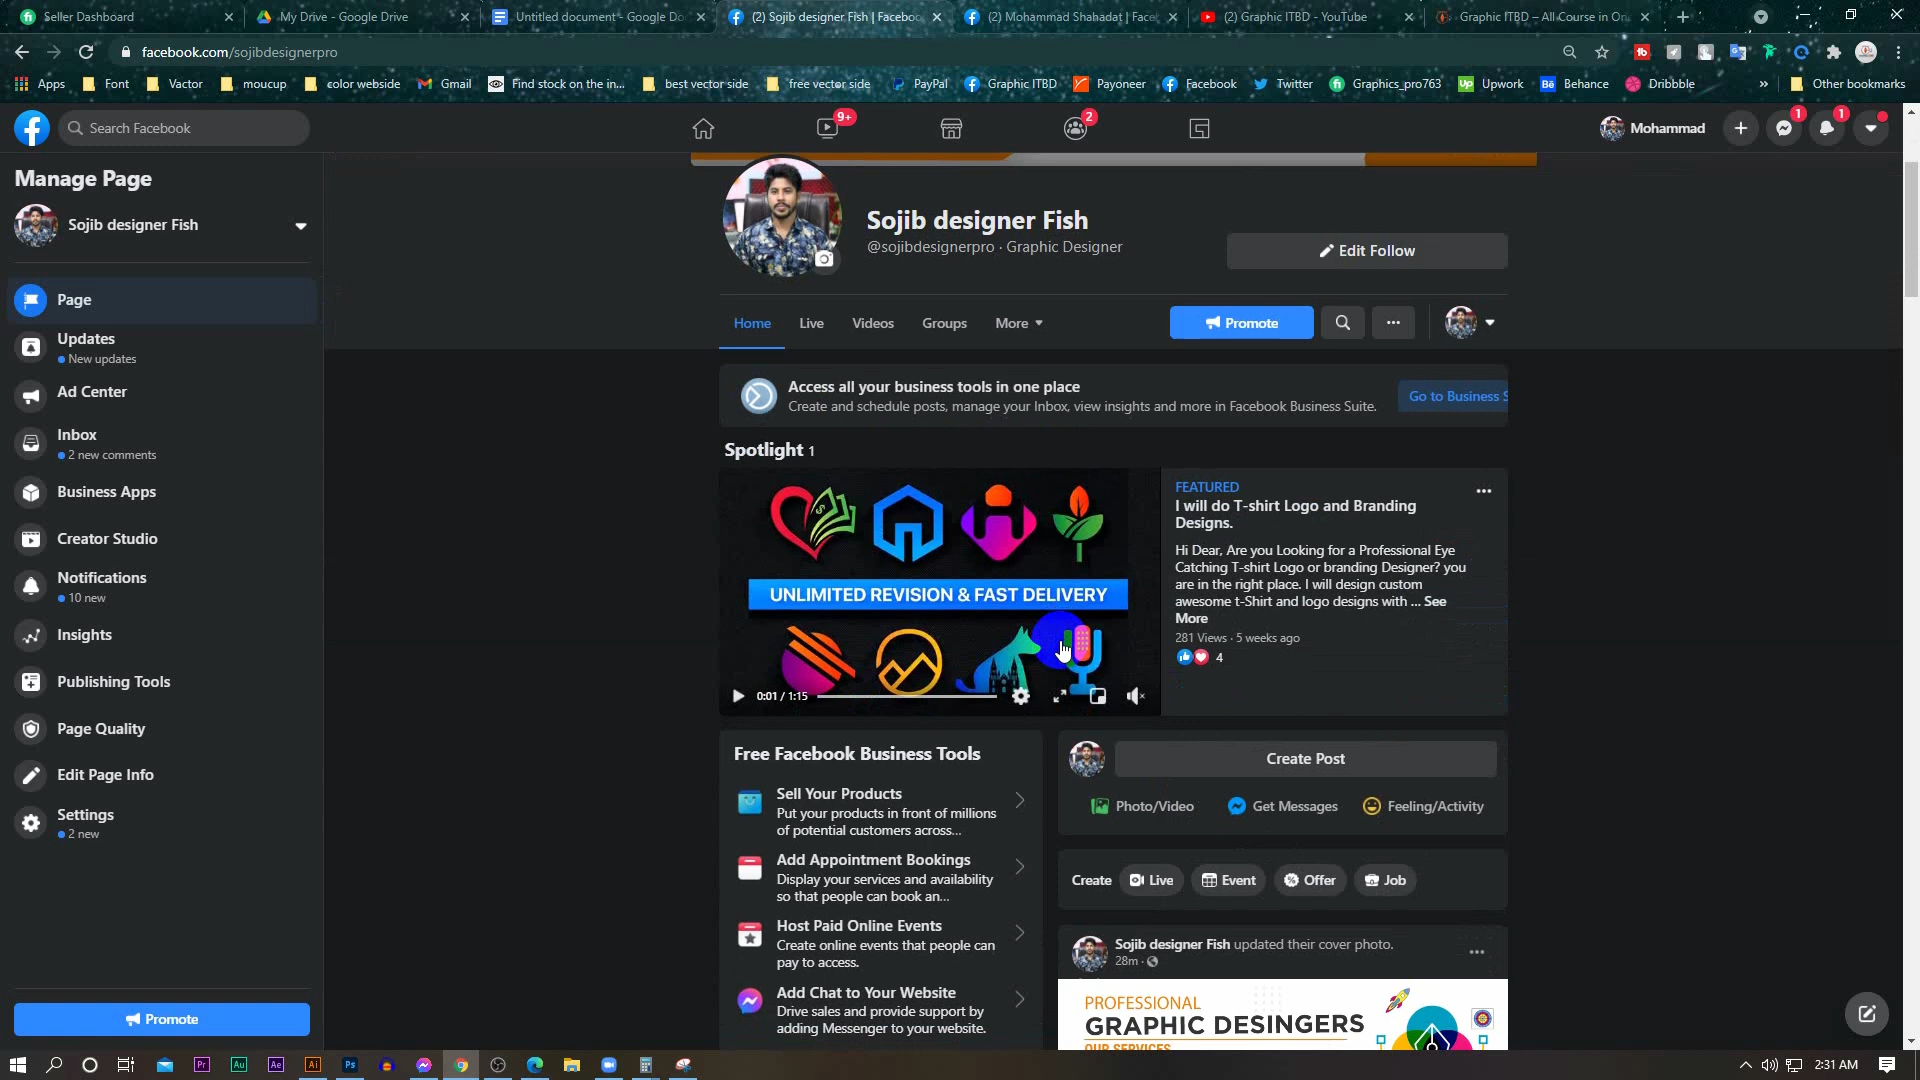 Seller Dashboard
My Drive - Google Drive
Untitled document - Google Do
(2) Sojib designer Fish | Faceboo
(2) Mohammad Shahadat | Face
(2) Graphic ITBD - YouTube
Graphic ITBD – All Course in On
facebook.com/sojibdesignerpro
Apps
Font
Vactor
moucup
color webside
Gmail
Find stock on the in...
best vector side
free vector side
PayPal
Graphic ITBD
Payoneer
Facebook
Twitter
Graphics_pro763
Upwork
Behance
Dribbble
»
Other bookmarks
Search Facebook
9+
2
Mohammad
1
1
Manage Page
Sojib designer Fish
Page
Updates
New updates
Ad Center
Inbox
2 new comments
Business Apps
Creator Studio
Notifications
10 new
Insights
Publishing Tools
Page Quality
Edit Page Info
Settings
2 new
Promote
Sojib designer Fish
@sojibdesignerpro · Graphic Designer
Edit Follow
Home
Live
Videos
Groups
More
Promote
Access all your business tools in one place
Create and schedule posts, manage your Inbox, view insights and more in Facebook Business Suite.
Go to Business S
Spotlight 1
UNLIMITED REVISION & FAST DELIVERY
0:01 / 1:15
FEATURED
I will do T-shirt Logo and Branding
Designs.
Hi Dear, Are you Looking for a Professional Eye
Catching T-shirt Logo or branding Designer? you
are in the right place. I will design custom
awesome t-Shirt and logo designs with ... See
More
281 Views · 5 weeks ago
4
Free Facebook Business Tools
Sell Your Products
Put your products in front of millions
of potential customers across...
Add Appointment Bookings
Display your services and availability
so that people can book an...
Host Paid Online Events
Create online events that people can
pay to access.
Add Chat to Your Website
Drive sales and provide support by
adding Messenger to your website.
Create Post
Photo/Video
Get Messages
Feeling/Activity
Create
Live
Event
Offer
Job
Sojib designer Fish updated their cover photo.
28m ·
PROFESSIONAL
GRAPHIC DESINGERS
OUR SERVICES
Pr
Au
Ae
Ai
Ps
2:31 AM